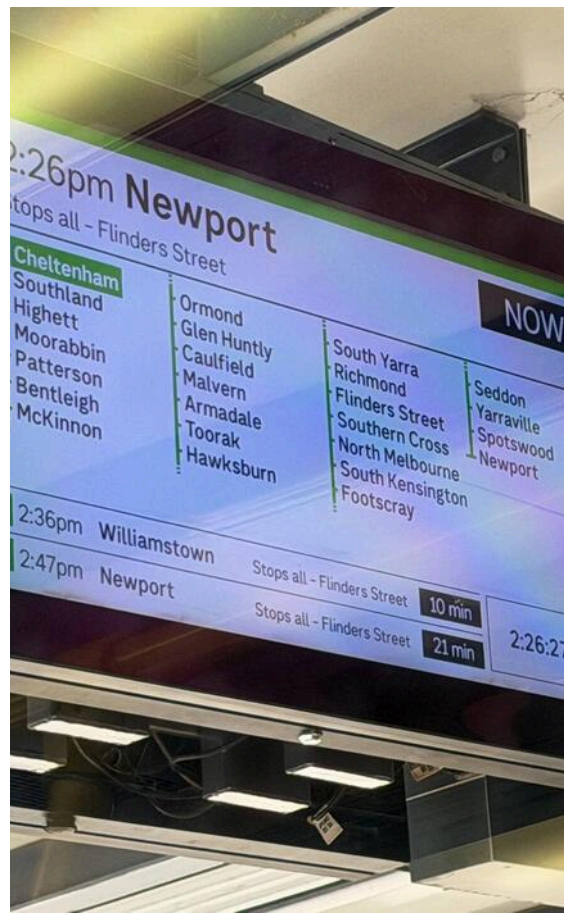 2:26pm Newport
Stops all - Flinders Street
NOW
Cheltenham
Southland
Highett
Moorabbin
Patterson
Bentleigh
McKinnon
Ormond
Glen Huntly
Caulfield
Malvern
Armadale
Toorak
Hawksburn
South Yarra
Richmond
Flinders Street
Southern Cross
North Melbourne
South Kensington
Footscray
Seddon
Yarraville
Spotswood
Newport
2:36pm Williamstown Stops all - Flinders Street 10 min
2:47pm Newport Stops all - Flinders Street 21 min
2:26:27